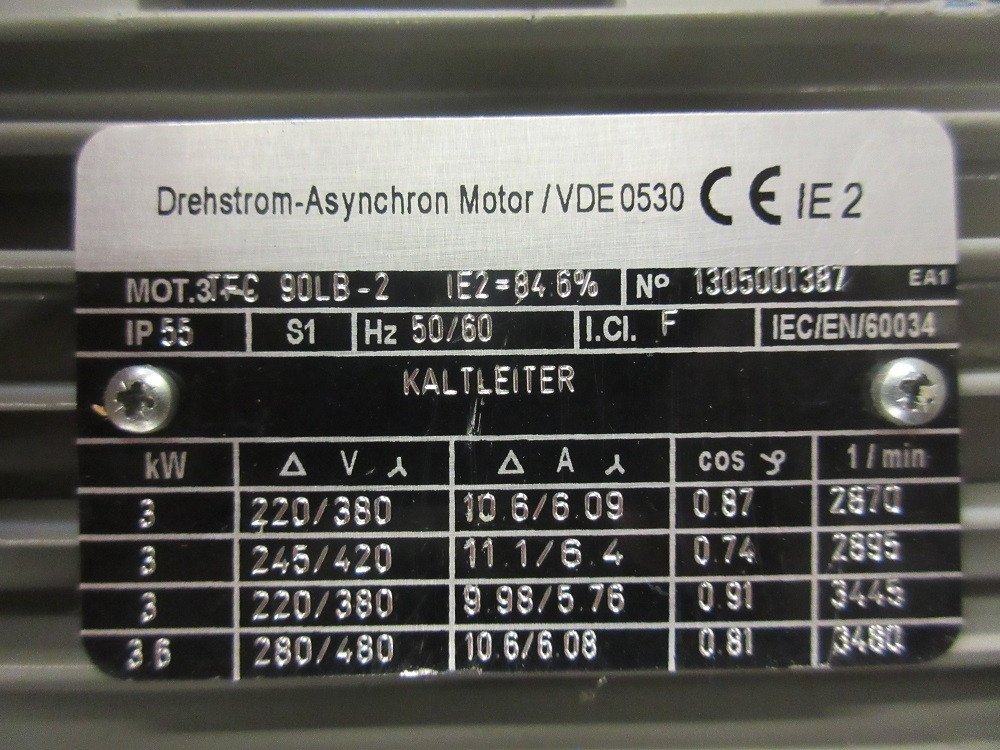 Drehstrom-Asynchron Motor / VDE 0530 CE IE 2
MOT.3TFC 90LB-2 IE2=84.6% Nº 1305001387 EA1
IP 55 S1 Hz 50/60 I.Cl. F IEC/EN/60034
KALTLEITER
kW Δ V ⅄ Δ A ⅄ cos φ 1 / min
3 220/380 10.6/6.09 0.87 2870
3 245/420 11.1/6.4 0.74 2895
3 220/380 9.98/5.76 0.91 3445
3.6 280/480 10.6/6.08 0.81 3480